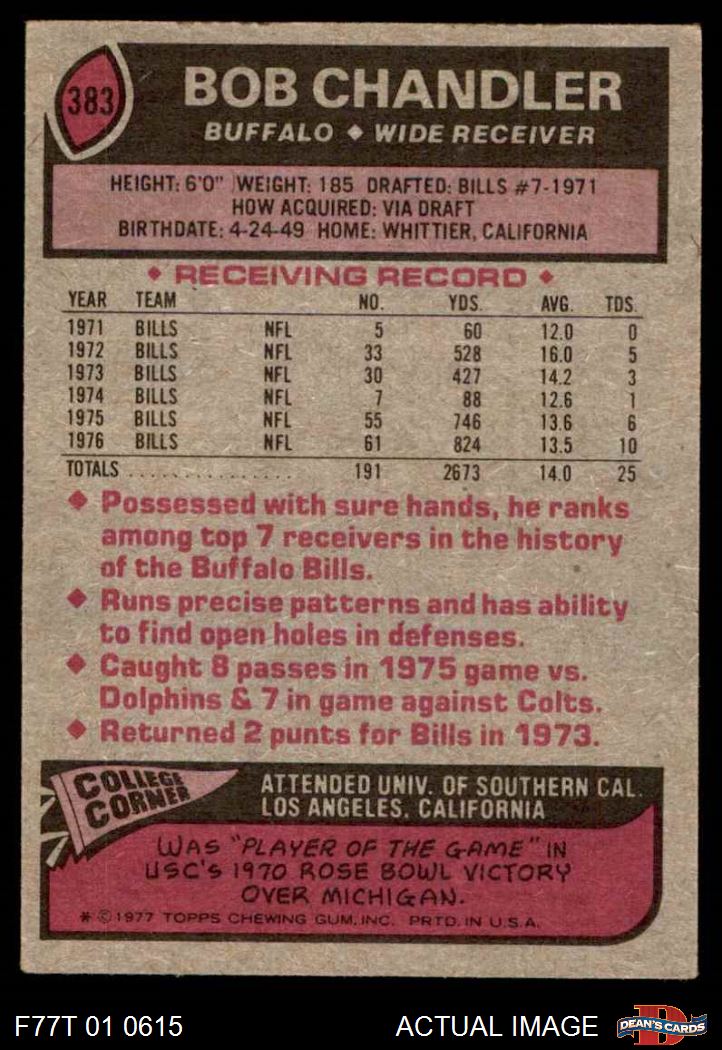 383
BOB CHANDLER
BUFFALO ◆ WIDE RECEIVER
HEIGHT: 6'0" WEIGHT: 185 DRAFTED: BILLS #7-1971
HOW ACQUIRED: VIA DRAFT
BIRTHDATE: 4-24-49 HOME: WHITTIER, CALIFORNIA
◆ RECEIVING RECORD ◆
YEAR TEAM NO. YDS. AVG. TDS.
1971 BILLS NFL 5 60 12.0 0
1972 BILLS NFL 33 528 16.0 5
1973 BILLS NFL 30 427 14.2 3
1974 BILLS NFL 7 88 12.6 1
1975 BILLS NFL 55 746 13.6 6
1976 BILLS NFL 61 824 13.5 10
TOTALS ................ 191 2673 14.0 25
◆ Possessed with sure hands, he ranks
among top 7 receivers in the history
of the Buffalo Bills.
◆ Runs precise patterns and has ability
to find open holes in defenses.
◆ Caught 8 passes in 1975 game vs.
Dolphins & 7 in game against Colts.
◆ Returned 2 punts for Bills in 1973.
COLLEGE
CORNER
ATTENDED UNIV. OF SOUTHERN CAL.
LOS ANGELES, CALIFORNIA
WAS "PLAYER OF THE GAME" IN
USC'S 1970 ROSE BOWL VICTORY
OVER MICHIGAN.
* © 1977 TOPPS CHEWING GUM, INC. PRTD. IN U.S.A.
F77T 01 0615 ACTUAL IMAGE
D
DEAN'S CARDS